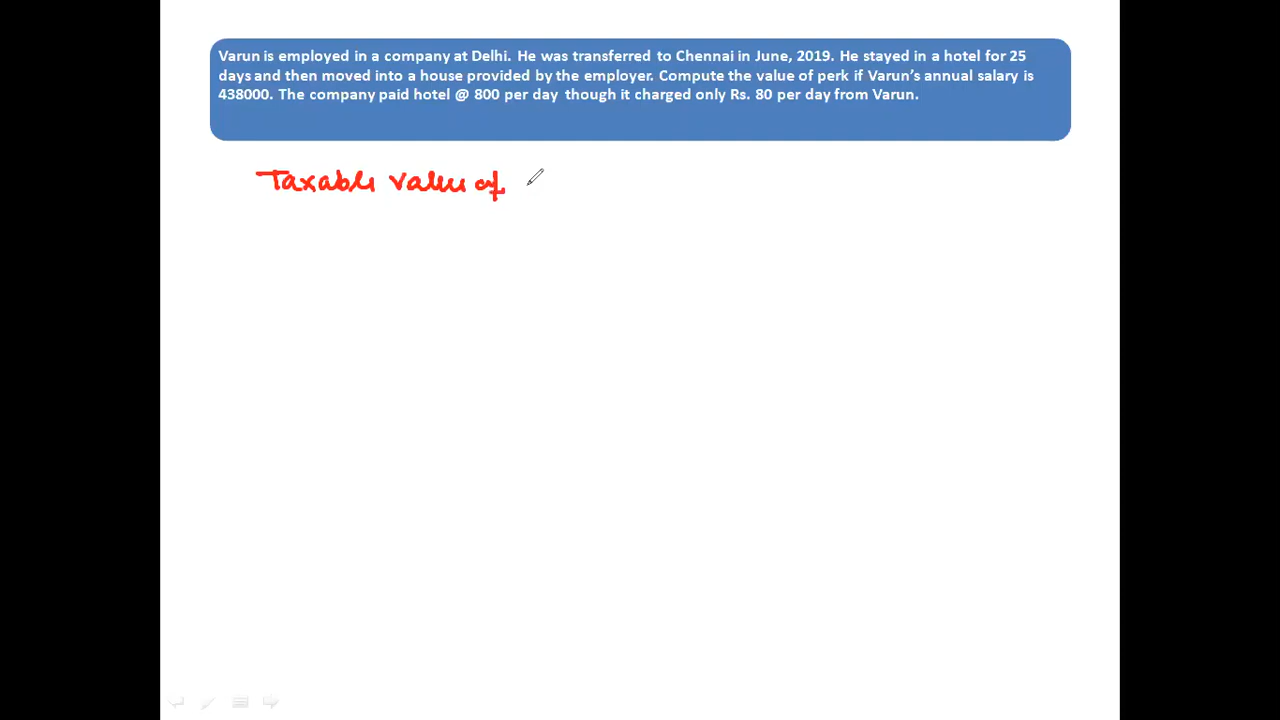 Varun is employed in a company at Delhi. He was transferred to Chennai in June, 2019. He stayed in a hotel for 25
days and then moved into a house provided by the employer. Compute the value of perk if Varun's annual salary is
438000. The company paid hotel @ 800 per day though it charged only Rs. 80 per day from Varun.
Taxable value of